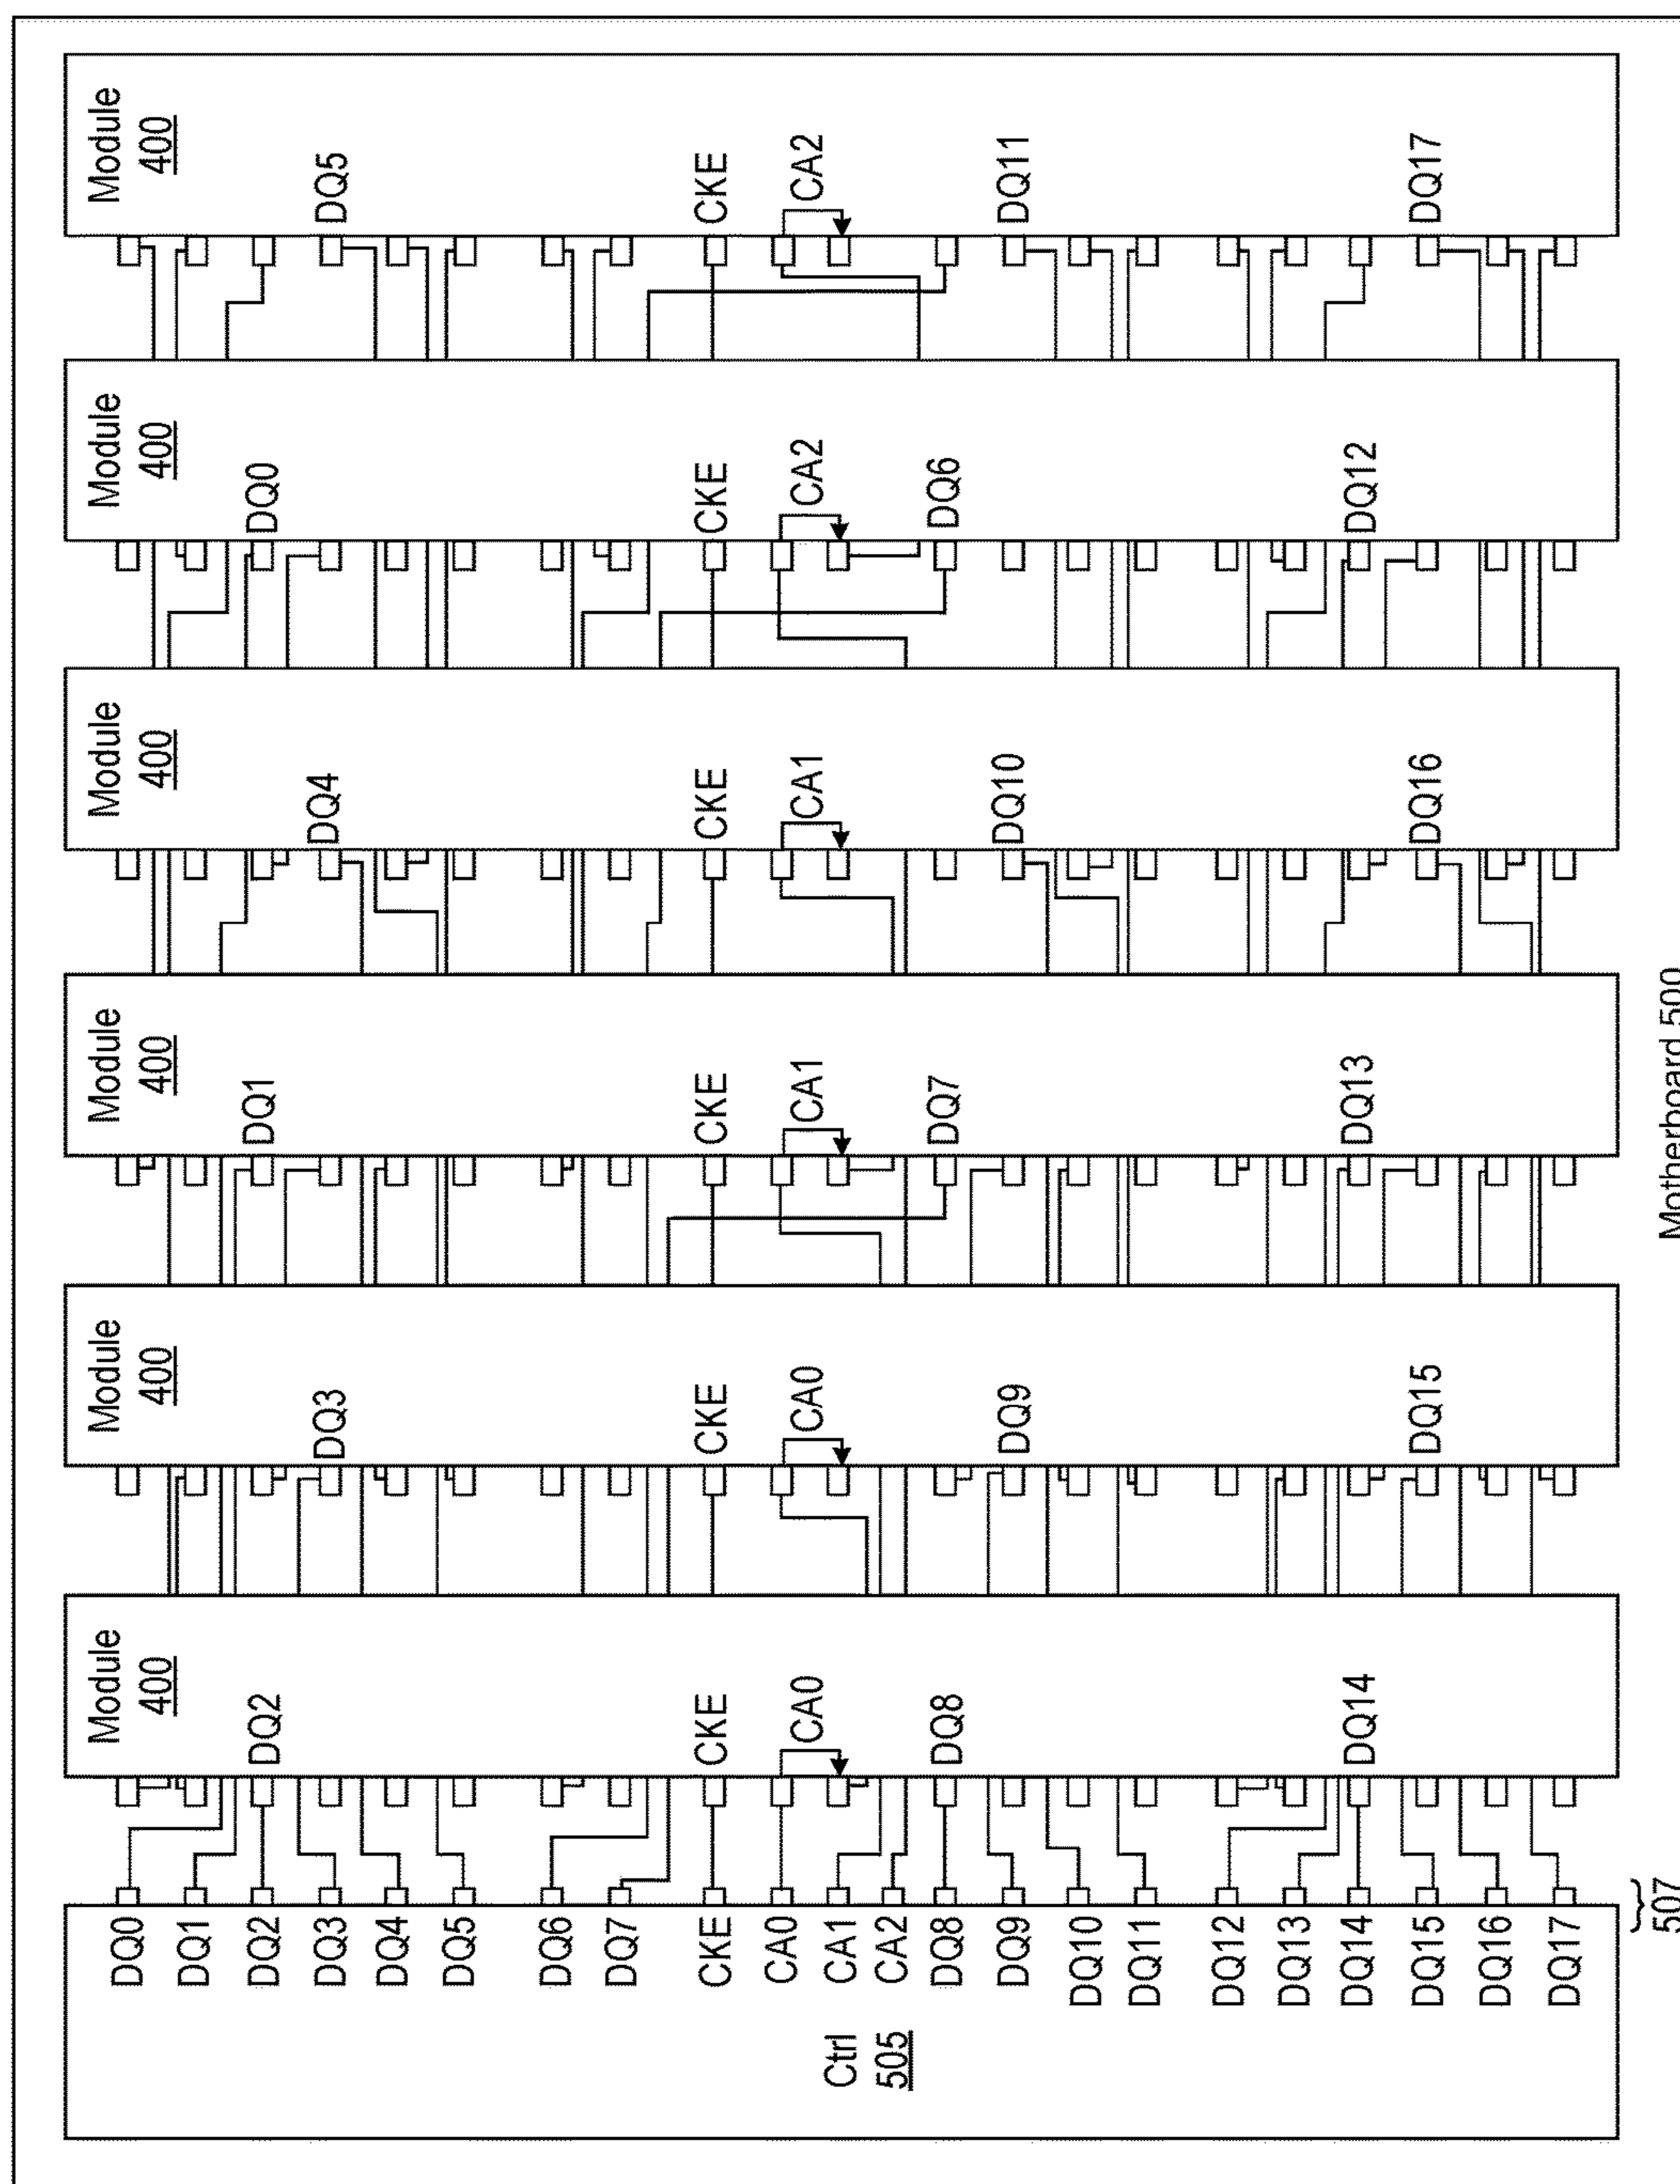 Module
400
DQ5
CKE
CA2
DQ11
DQ17
Module
400
DQ0
CKE
CA2
DQ6
DQ12
Module
400
DQ4
CKE
CA1
DQ10
DQ16
Module
400
DQ1
CKE
CA1
DQ7
DQ13
Module
400
DQ3
CKE
CA0
DQ9
DQ15
Module
400
DQ2
CKE
CA0
DQ8
DQ14
DQ0
DQ1
DQ2
DQ3
DQ4
DQ5
DQ6
DQ7
CKE
CA0
CA1
CA2
DQ8
DQ9
DQ10
DQ11
DQ12
DQ13
DQ14
DQ15
DQ16
DQ17
Ctrl
505
507
Motherboard 500